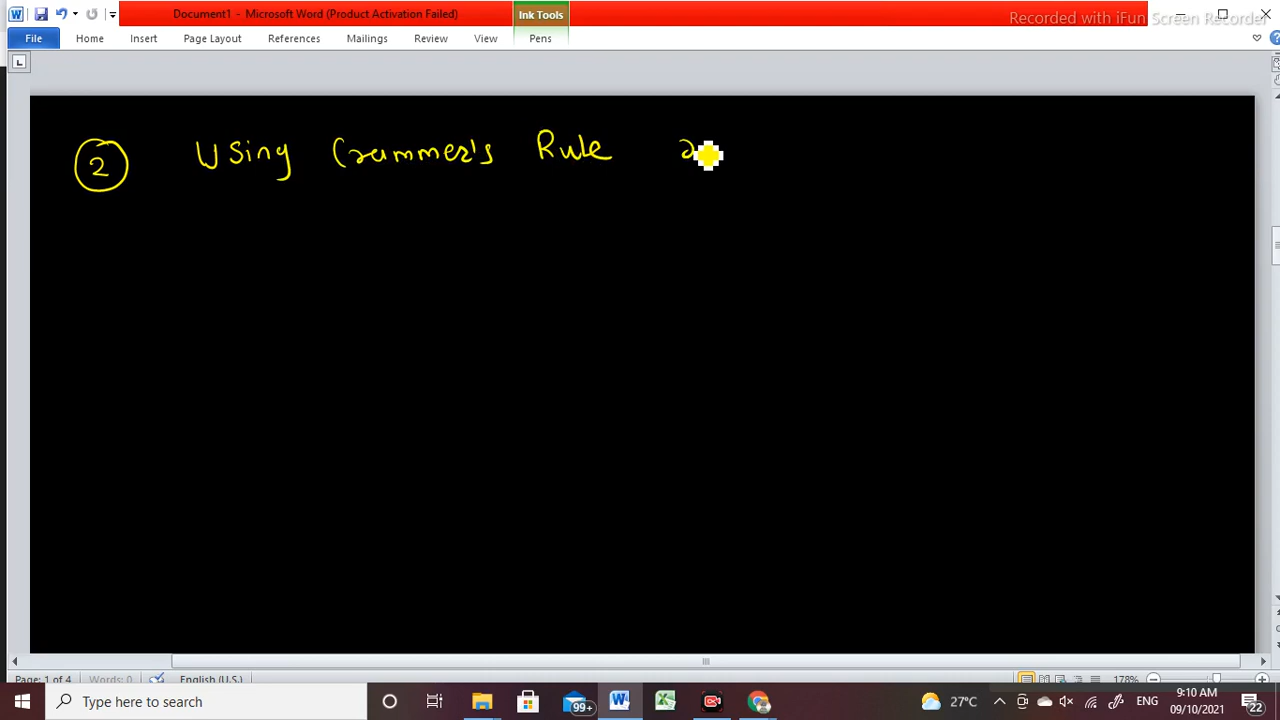 Document1 - Microsoft Word (Product Activation Failed)
Ink Tools
Recorded with iFun Screen Recorder
File Home Insert Page Layout References Mailings Review View Pens
2 Using Crammer's Rule
Page: 1 of 4 Words: 0 English (U.S.) 178%
Type here to search
99+
27°C
ENG
9:10 AM
09/10/2021
22